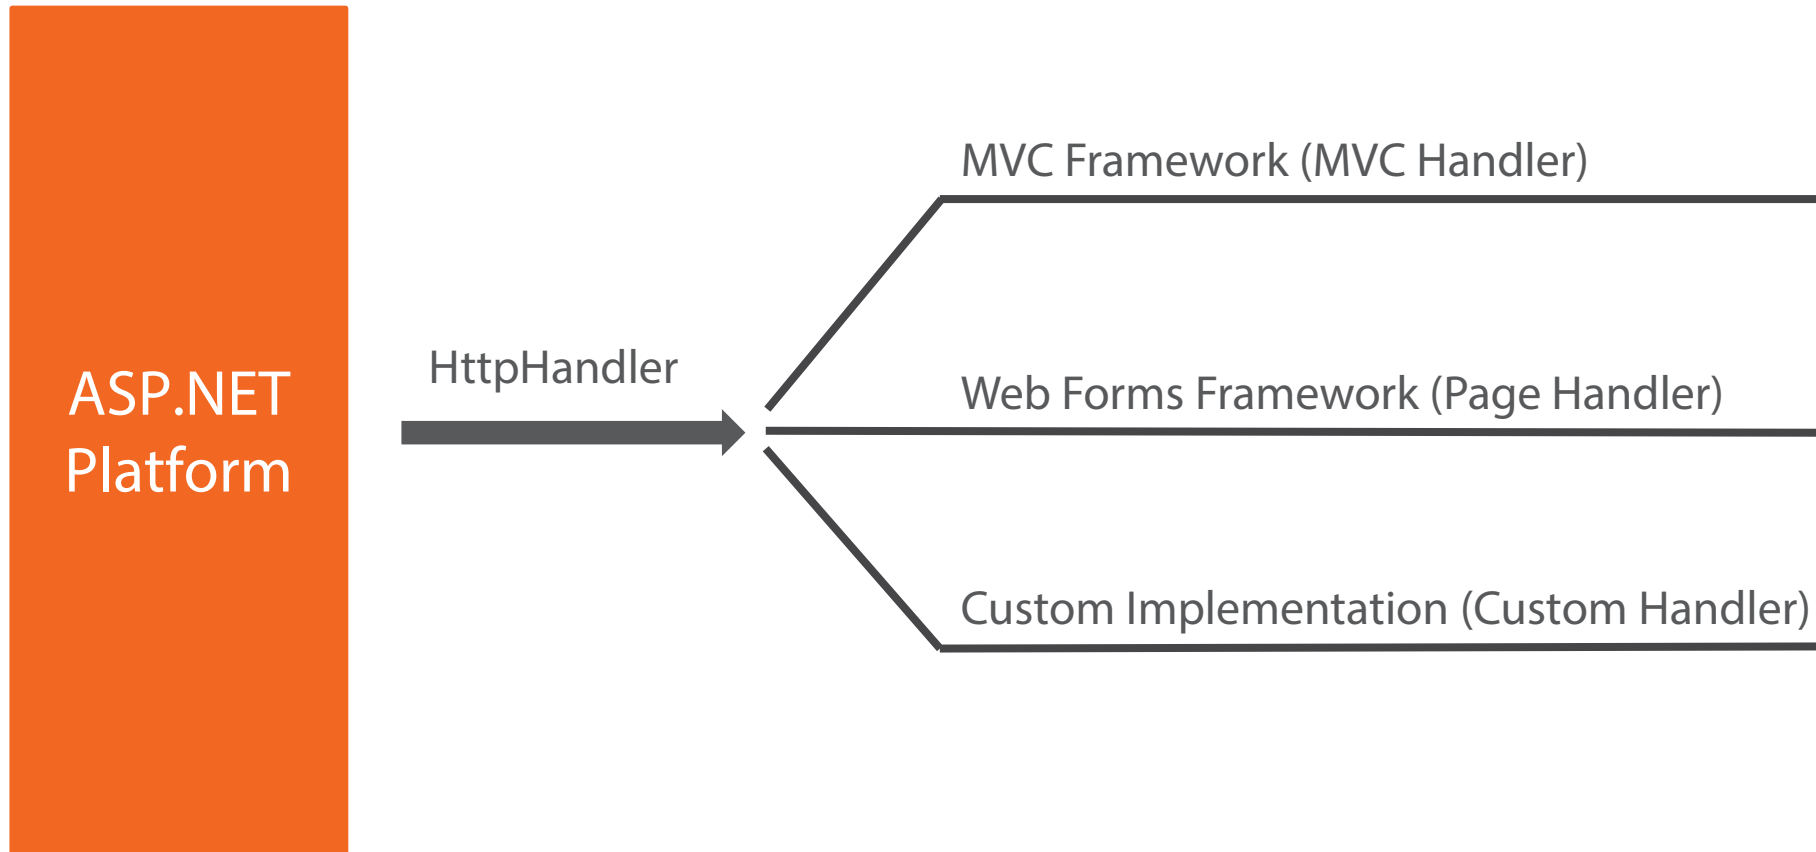 ASP.NET
Platform
HttpHandler
MVC Framework (MVC Handler)
Web Forms Framework (Page Handler)
Custom Implementation (Custom Handler)